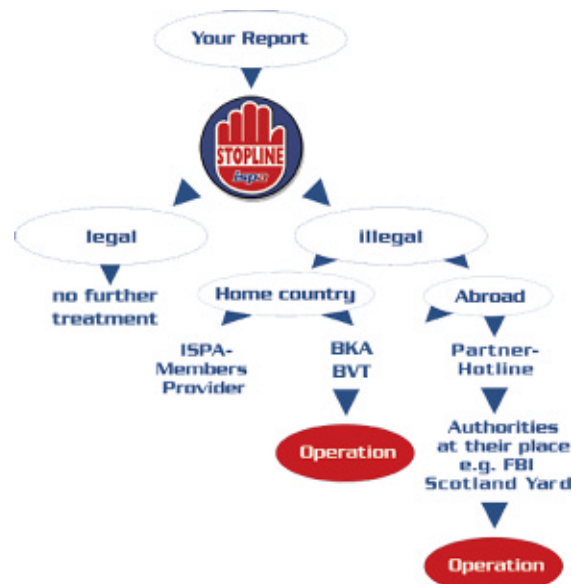 Your Report
STOPLINE
ispa
legal
illegal
no further
treatment
Home country
Abroad
ISPA-
Members
Provider
BKA
BVT
Partner-
Hotline
Operation
Authorities
at their place
e.g. FBI
Scotland Yard
Operation